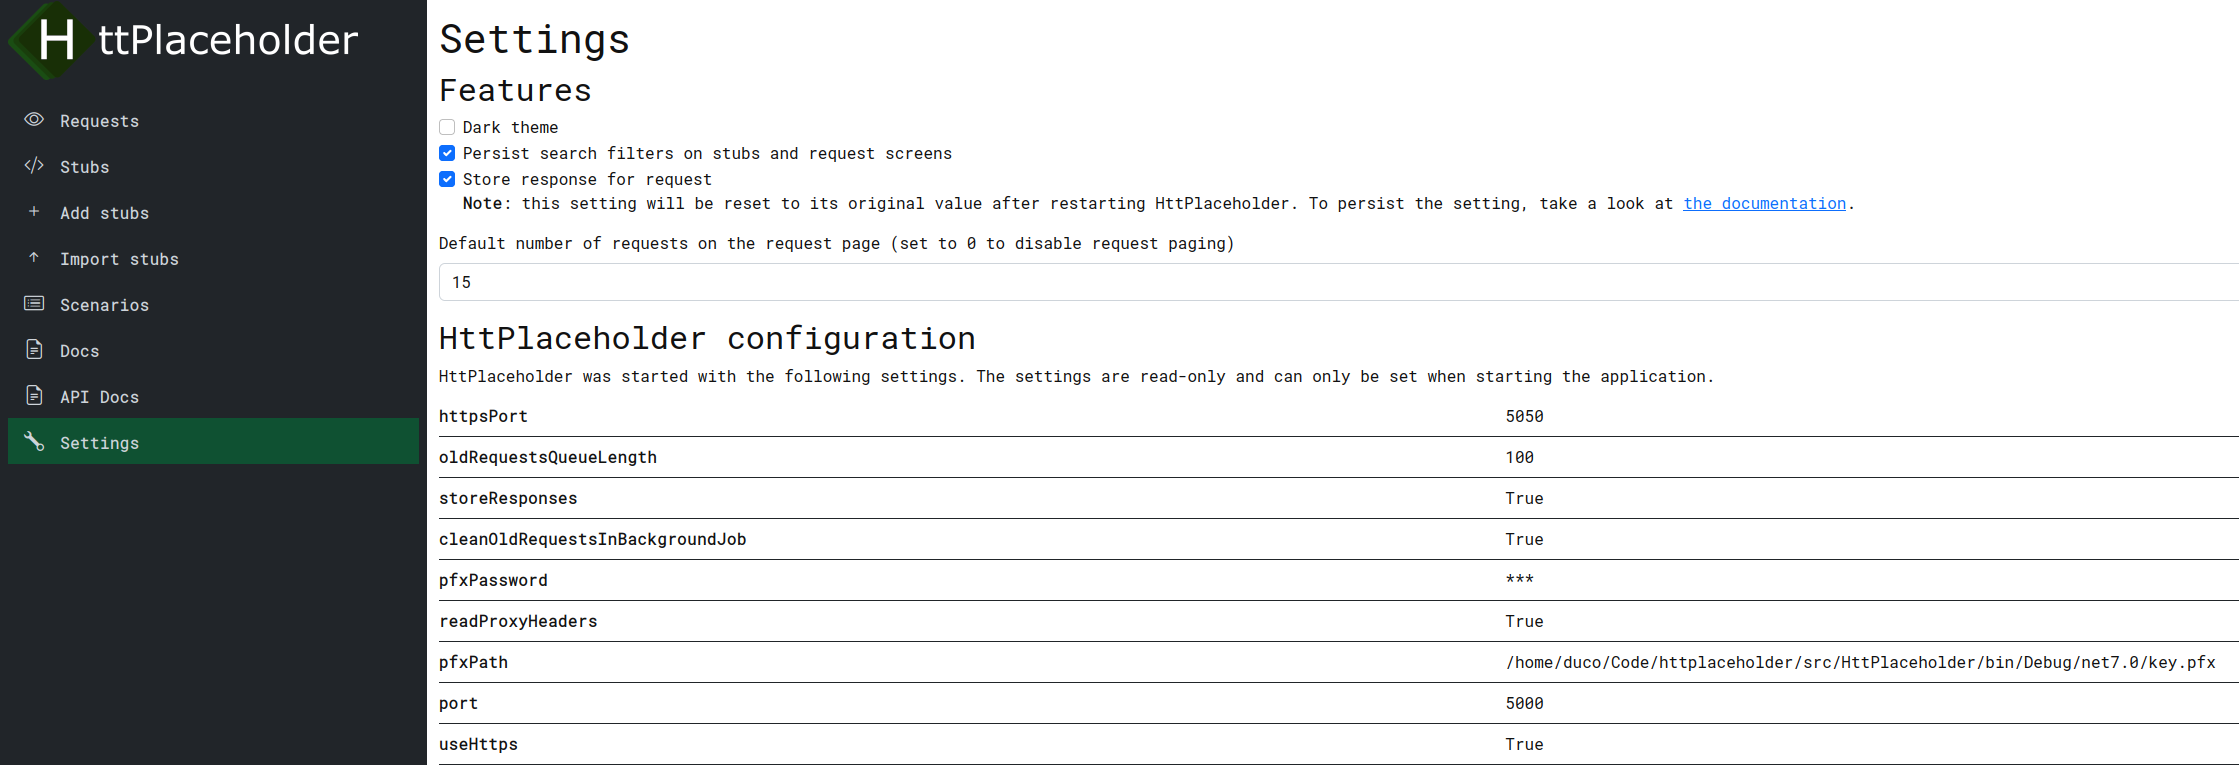 HttPlaceholder
Requests
Stubs
Add stubs
Import stubs
Scenarios
Docs
API Docs
Settings
Settings
Features
Dark theme
Persist search filters on stubs and request screens
Store response for request
Note: this setting will be reset to its original value after restarting HttPlaceholder. To persist the setting, take a look at the documentation.
Default number of requests on the request page (set to 0 to disable request paging)
15
HttPlaceholder configuration
HttPlaceholder was started with the following settings. The settings are read-only and can only be set when starting the application.
httpsPort 5050
oldRequestsQueueLength 100
storeResponses True
cleanOldRequestsInBackgroundJob True
pfxPassword ***
readProxyHeaders True
pfxPath /home/duco/Code/httplaceholder/src/HttPlaceholder/bin/Debug/net7.0/key.pfx
port 5000
useHttps True